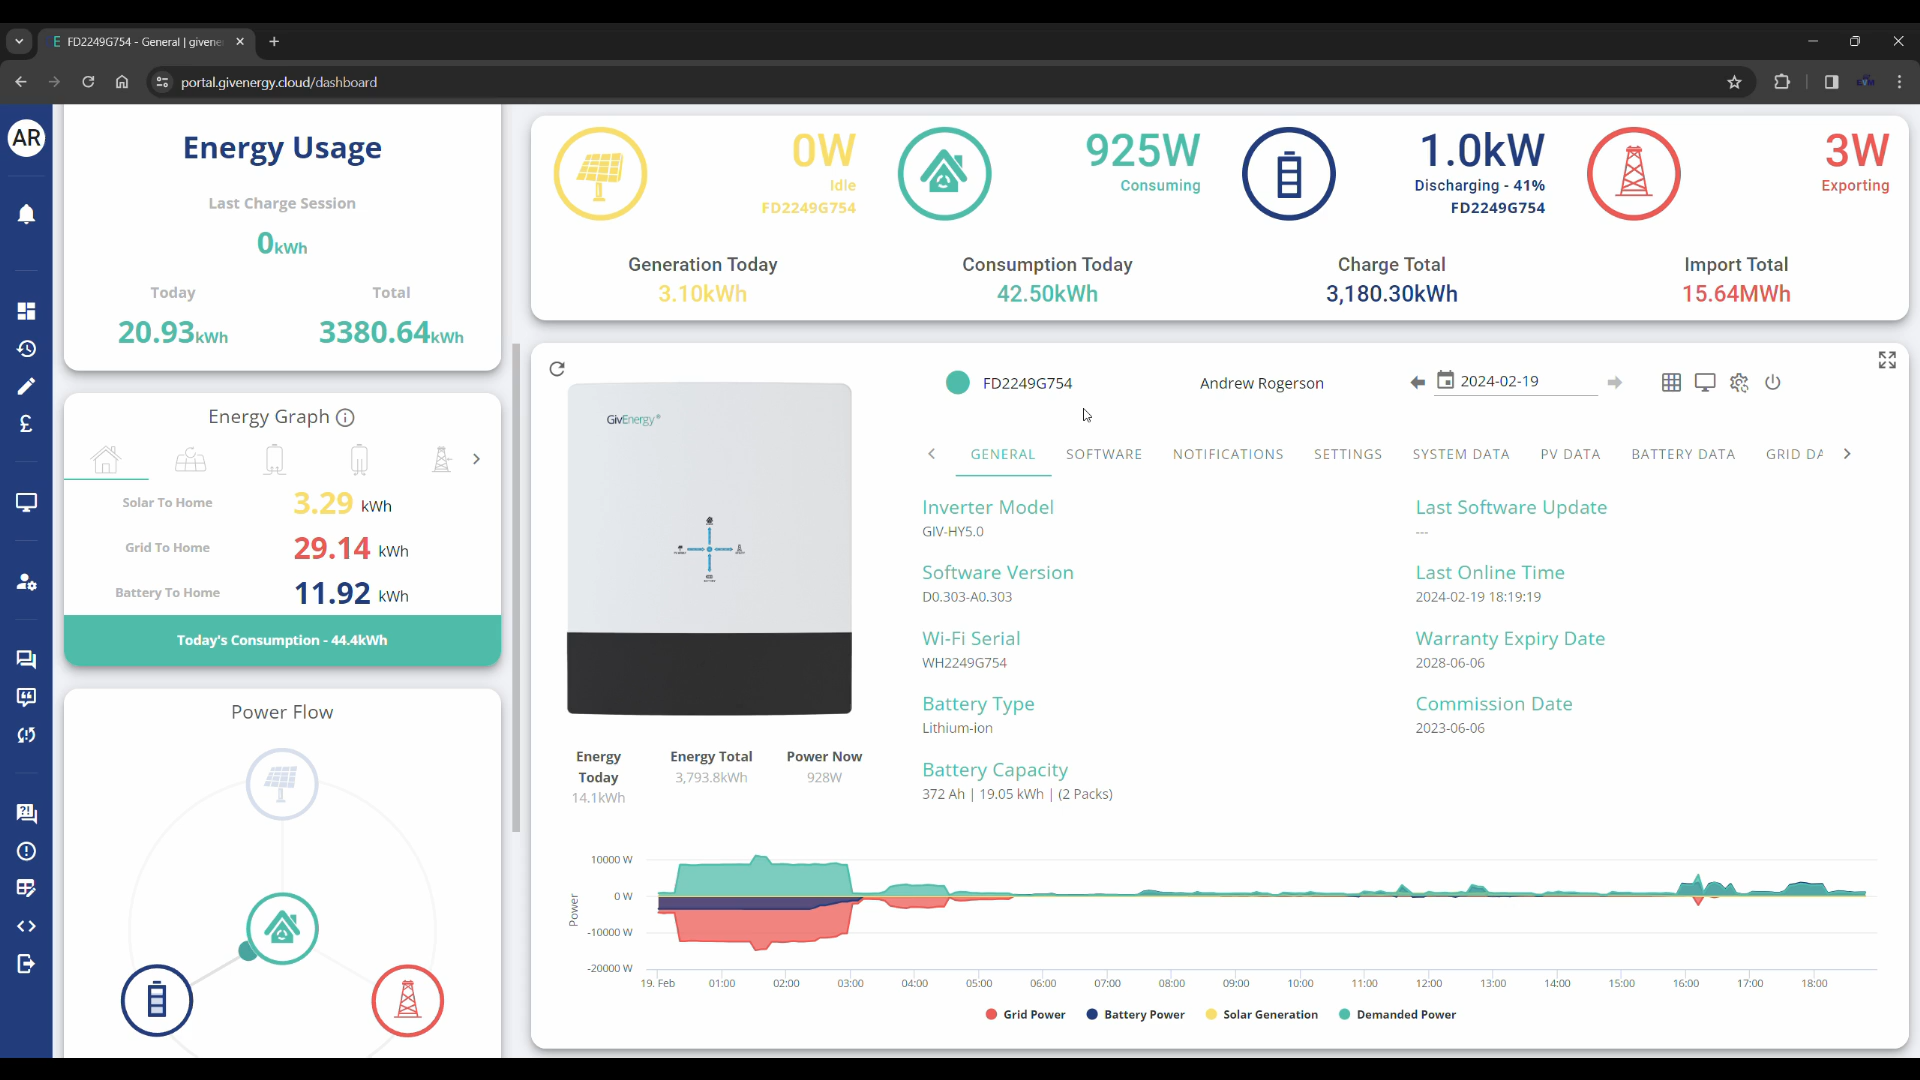 FD2249G754 - General | givene
portal.givenergy.cloud/dashboard
AR
Energy Usage
Last Charge Session
0kWh
Today
Total
20.93kWh
3380.64kWh
Energy Graph
Solar To Home
3.29 kWh
Grid To Home
29.14 kWh
Battery To Home
11.92 kWh
Today's Consumption - 44.4kWh
Power Flow
0W
Idle
FD2249G754
Generation Today
3.10kWh
925W
Consuming
Consumption Today
42.50kWh
1.0kW
Discharging - 41%
FD2249G754
Charge Total
3,180.30kWh
3W
Exporting
Import Total
15.64MWh
FD2249G754
Andrew Rogerson
2024-02-19
GivEnergy
GENERAL
SOFTWARE
NOTIFICATIONS
SETTINGS
SYSTEM DATA
PV DATA
BATTERY DATA
GRID DA
Inverter Model
GIV-HY5.0
Software Version
D0.303-A0.303
Wi-Fi Serial
WH2249G754
Battery Type
Lithium-ion
Battery Capacity
372 Ah | 19.05 kWh | (2 Packs)
Last Software Update
---
Last Online Time
2024-02-19 18:19:19
Warranty Expiry Date
2028-06-06
Commission Date
2023-06-06
Energy
Today
14.1kWh
Energy Total
3,793.8kWh
Power Now
928W
Power
10000 W
0 W
-10000 W
-20000 W
19. Feb
01:00
02:00
03:00
04:00
05:00
06:00
07:00
08:00
09:00
10:00
11:00
12:00
13:00
14:00
15:00
16:00
17:00
18:00
Grid Power
Battery Power
Solar Generation
Demanded Power